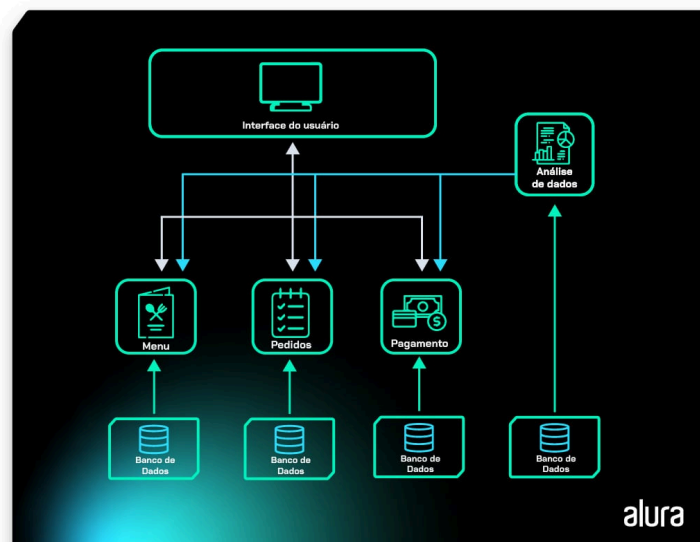 Interface do usuário
Análise
de dados
Menu
Pedidos
Pagamento
Banco de
Dados
Banco de
Dados
Banco de
Dados
Banco de
Dados
alura